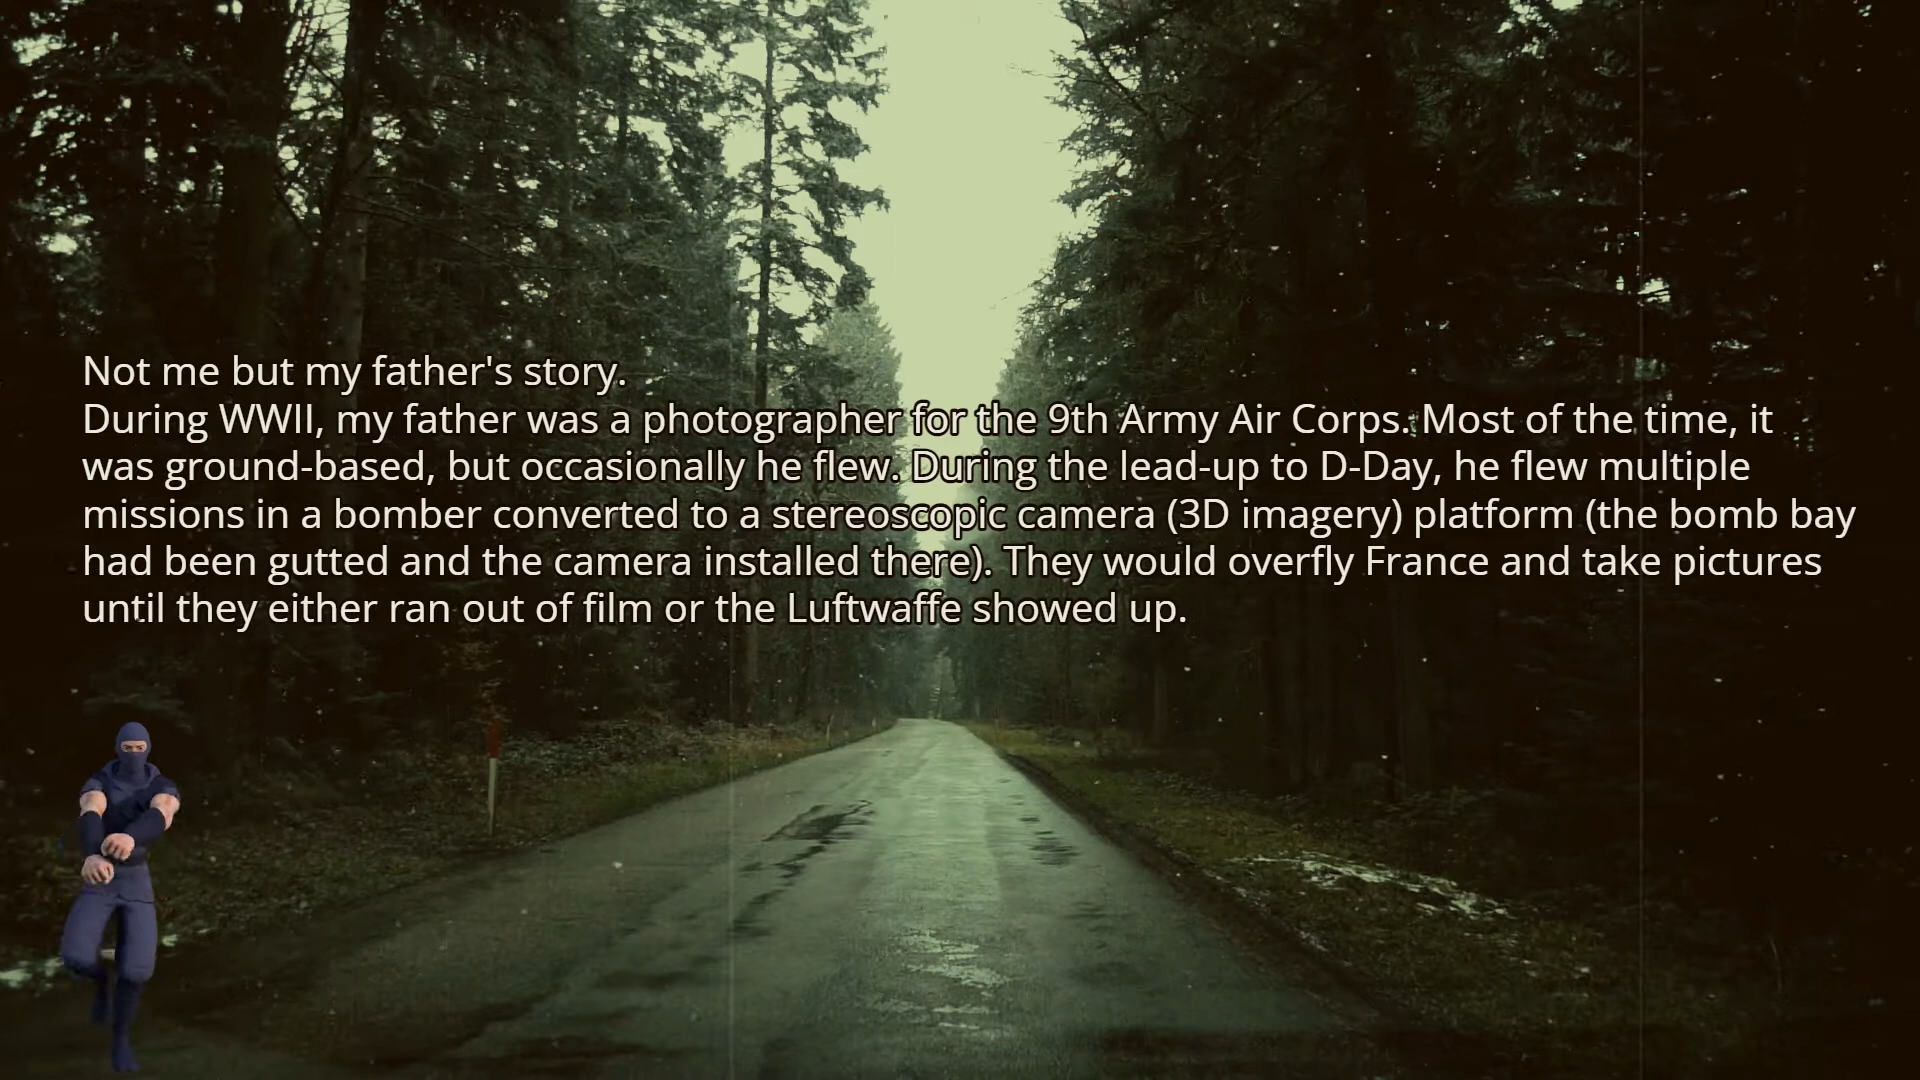 Not me but my father's story.
During WWII, my father was a photographer for the 9th Army Air Corps. Most of the time, it
was ground-based, but occasionally he flew. During the lead-up to D-Day, he flew multiple
missions in a bomber converted to a stereoscopic camera (3D imagery) platform (the bomb bay
had been gutted and the camera installed there). They would overfly France and take pictures
until they either ran out of film or the Luftwaffe showed up.